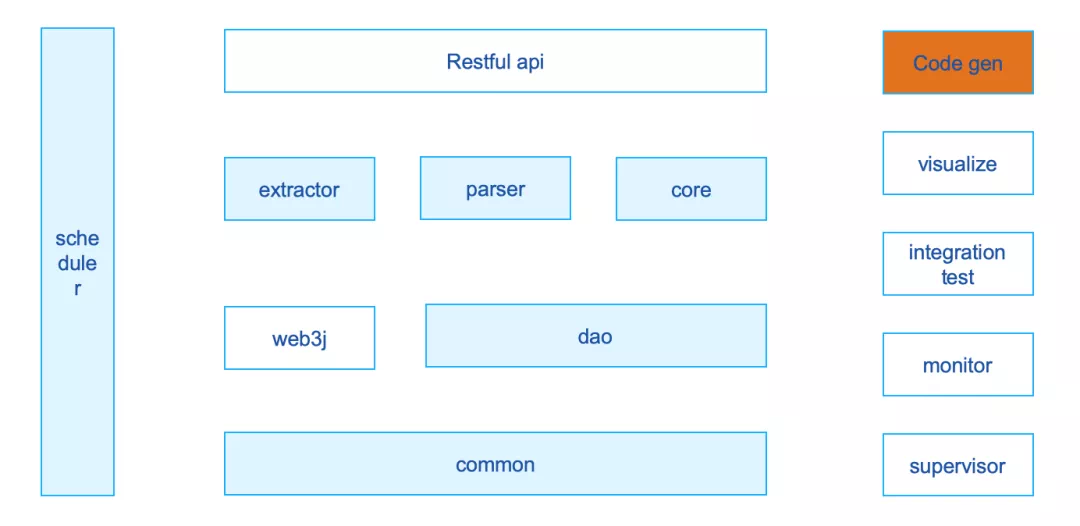 sche
dule
r
Restful api
extractor
parser
core
web3j
dao
common
Code gen
visualize
integration
test
monitor
supervisor